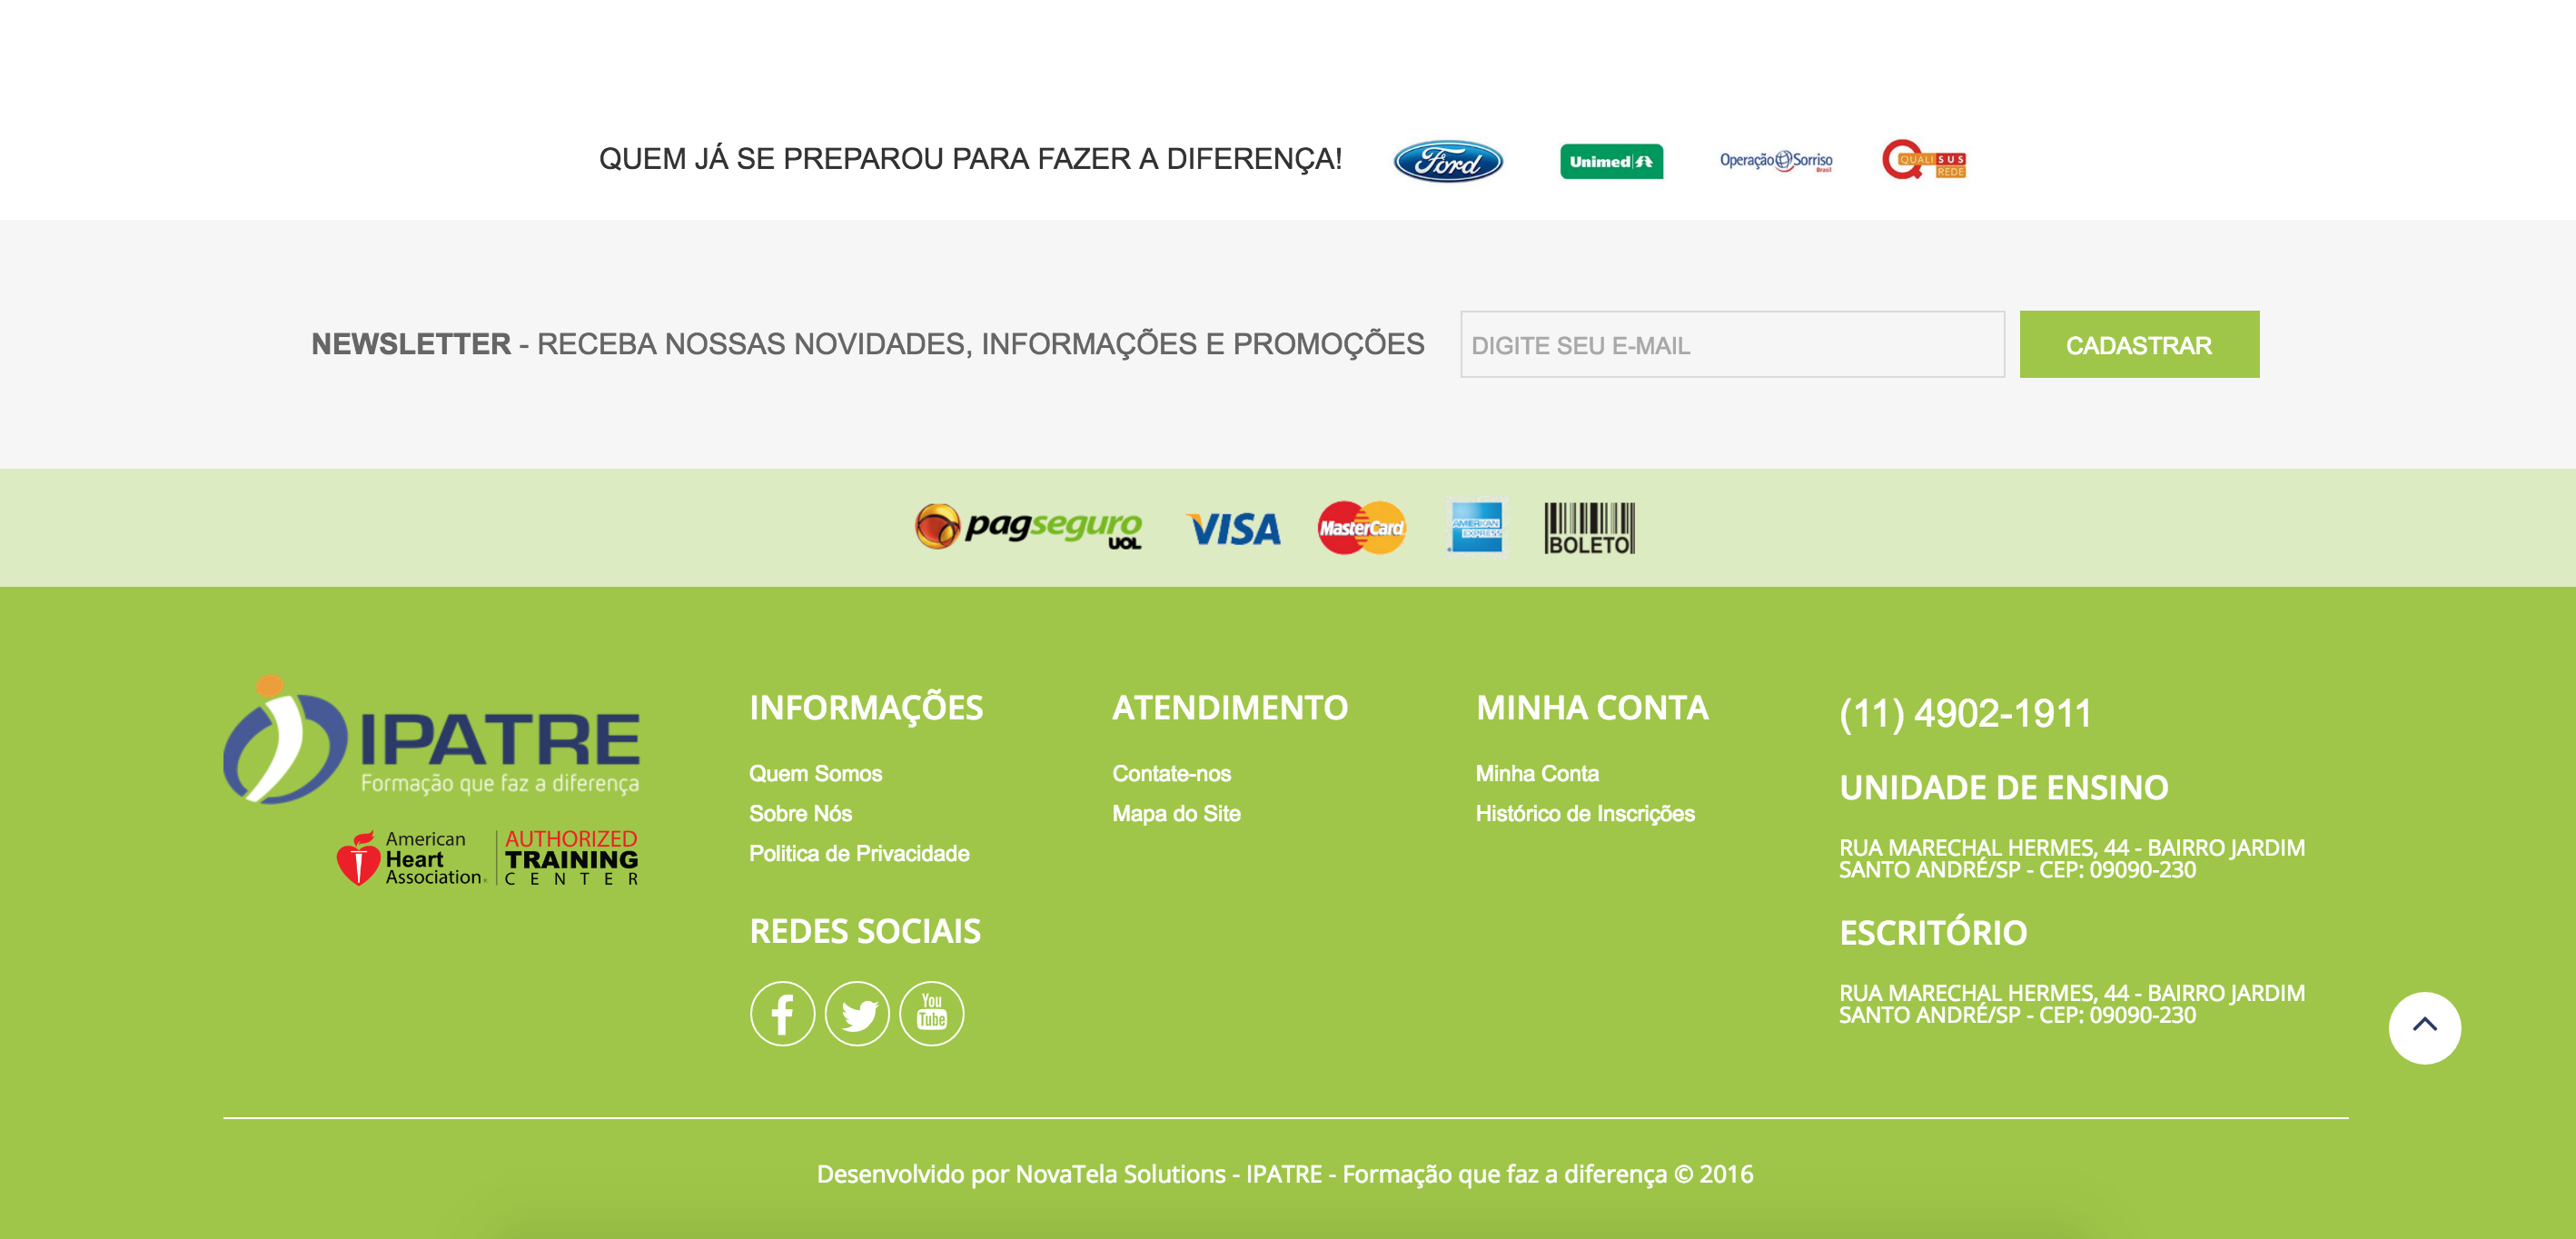 QUEM JÁ SE PREPAROU PARA FAZER A DIFERENÇA!
Ford
Unimed
Operação Sorriso
Brasil
QUALISUS
REDE
NEWSLETTER - RECEBA NOSSAS NOVIDADES, INFORMAÇÕES E PROMOÇÕES
DIGITE SEU E-MAIL
CADASTRAR
pagseguro
UOL
VISA
MasterCard
AMERICAN
EXPRESS
BOLETO
IPATRE
Formação que faz a diferença
American
Heart
Association®
AUTHORIZED
TRAINING
CENTER
INFORMAÇÕES
Quem Somos
Sobre Nós
Politica de Privacidade
REDES SOCIAIS
You
Tube
ATENDIMENTO
Contate-nos
Mapa do Site
MINHA CONTA
Minha Conta
Histórico de Inscrições
(11) 4902-1911
UNIDADE DE ENSINO
RUA MARECHAL HERMES, 44 - BAIRRO JARDIM
SANTO ANDRÉ/SP - CEP: 09090-230
ESCRITÓRIO
RUA MARECHAL HERMES, 44 - BAIRRO JARDIM
SANTO ANDRÉ/SP - CEP: 09090-230
Desenvolvido por NovaTela Solutions - IPATRE - Formação que faz a diferença © 2016